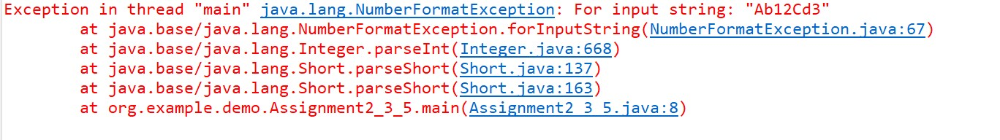 Exception in thread "main" java.lang.NumberFormatException: For input string: "Ab12Cd3"
at java.base/java.lang.NumberFormatException.forInputString(NumberFormatException.java:67)
at java.base/java.lang.Integer.parseInt(Integer.java:668)
at java.base/java.lang.Short.parseShort(Short.java:137)
at java.base/java.lang.Short.parseShort(Short.java:163)
at org.example.demo.Assignment2_3_5.main(Assignment2_3_5.java:8)